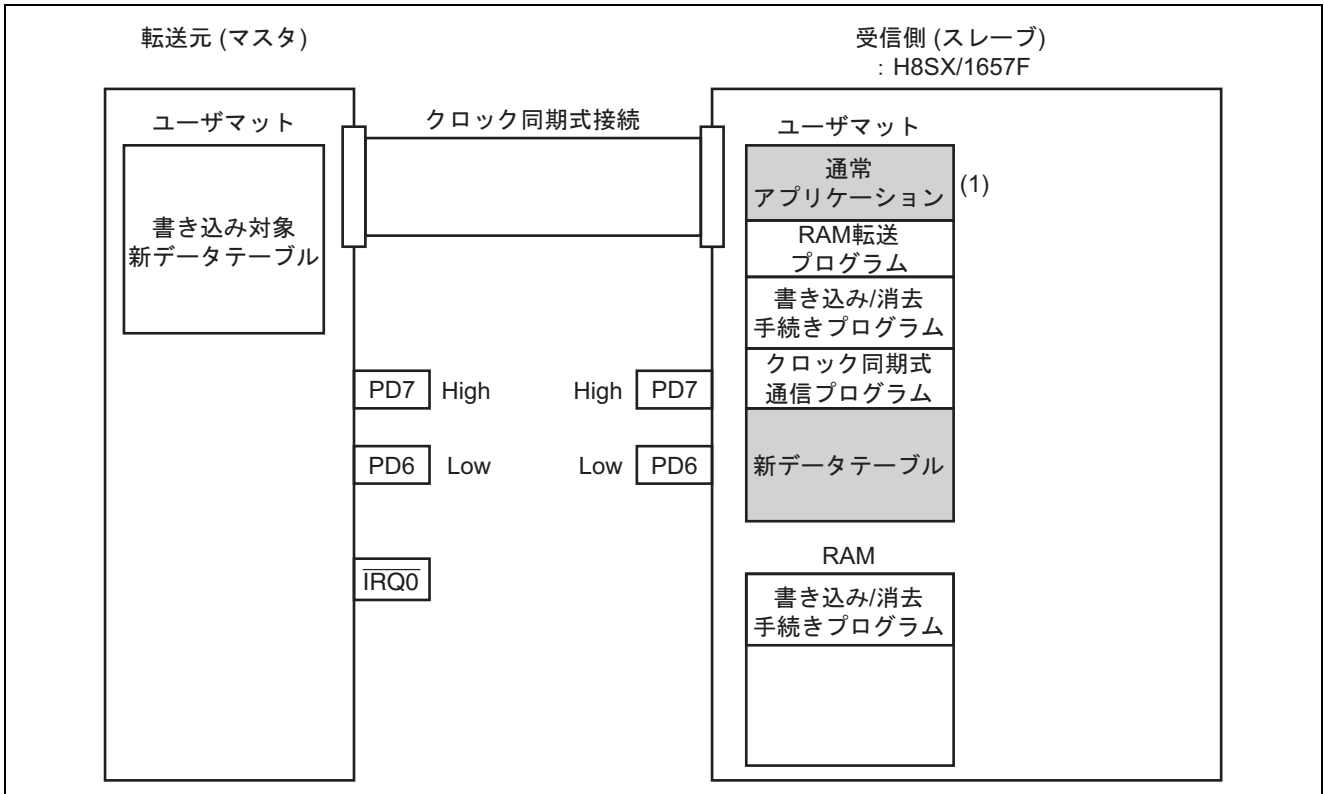 転送元 (マスタ)
受信側 (スレーブ)
: H8SX/1657F
ユーザマット
書き込み対象
新データテーブル
クロック同期式接続
PD7
High
High
PD7
PD6
Low
Low
PD6
IRQ0
ユーザマット
通常
アプリケーション
(1)
RAM転送
プログラム
書き込み/消去
手続きプログラム
クロック同期式
通信プログラム
新データテーブル
RAM
書き込み/消去
手続きプログラム